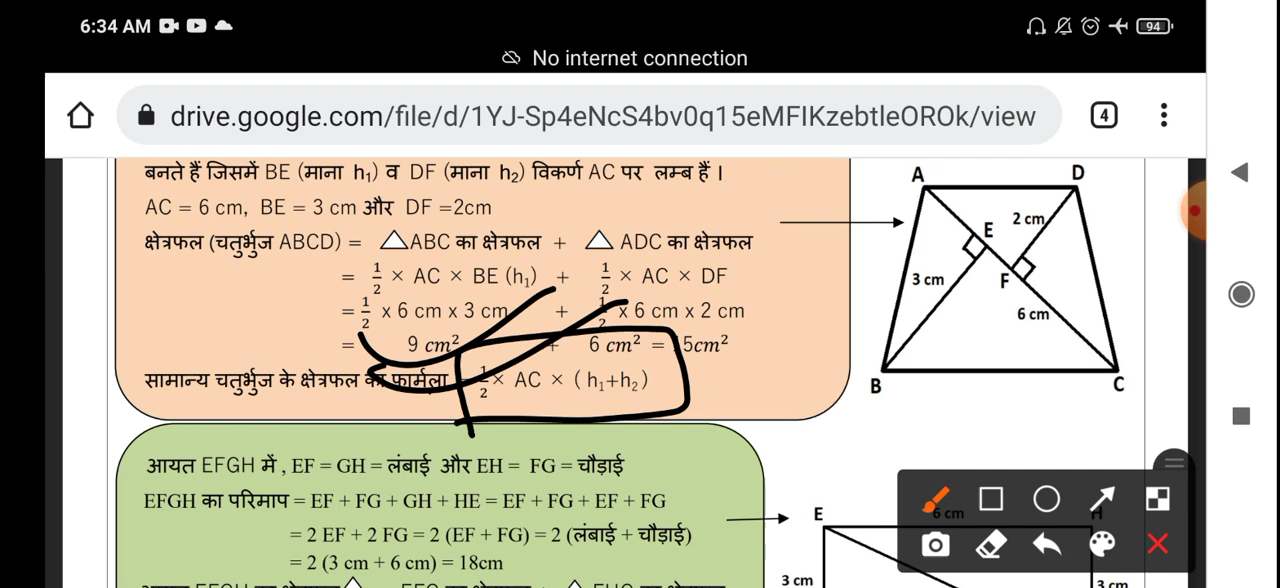 6:34 AM 94
No internet connection
drive.google.com/file/d/1YJ-Sp4eNcS4bv0q15eMFIKzebtleOROk/view 4
बनते हैं जिसमें BE (माना h₁) व DF (माना h₂) विकर्ण AC पर लम्ब हैं ।
AC = 6 cm, BE = 3 cm और DF =2cm
क्षेत्रफल (चतुर्भुज ABCD) = △ABC का क्षेत्रफल + △ ADC का क्षेत्रफल
= 1/2 × AC × BE (h₁) + 1/2 × AC × DF
= 1/2 x 6 cm x 3 cm + 1/2 x 6 cm x 2 cm
= 9 cm² + 6 cm² = 15cm²
सामान्य चतुर्भुज के क्षेत्रफल का फार्मूला = 1/2 × AC × ( h₁+h₂)
A D
E 2 cm
3 cm F
6 cm
B C
आयत EFGH में , EF = GH = लंबाई और EH = FG = चौड़ाई
EFGH का परिमाप = EF + FG + GH + HE = EF + FG + EF + FG
= 2 EF + 2 FG = 2 (EF + FG) = 2 (लंबाई + चौड़ाई)
= 2 (3 cm + 6 cm) = 18cm
E 6 cm H
3 cm 3 cm